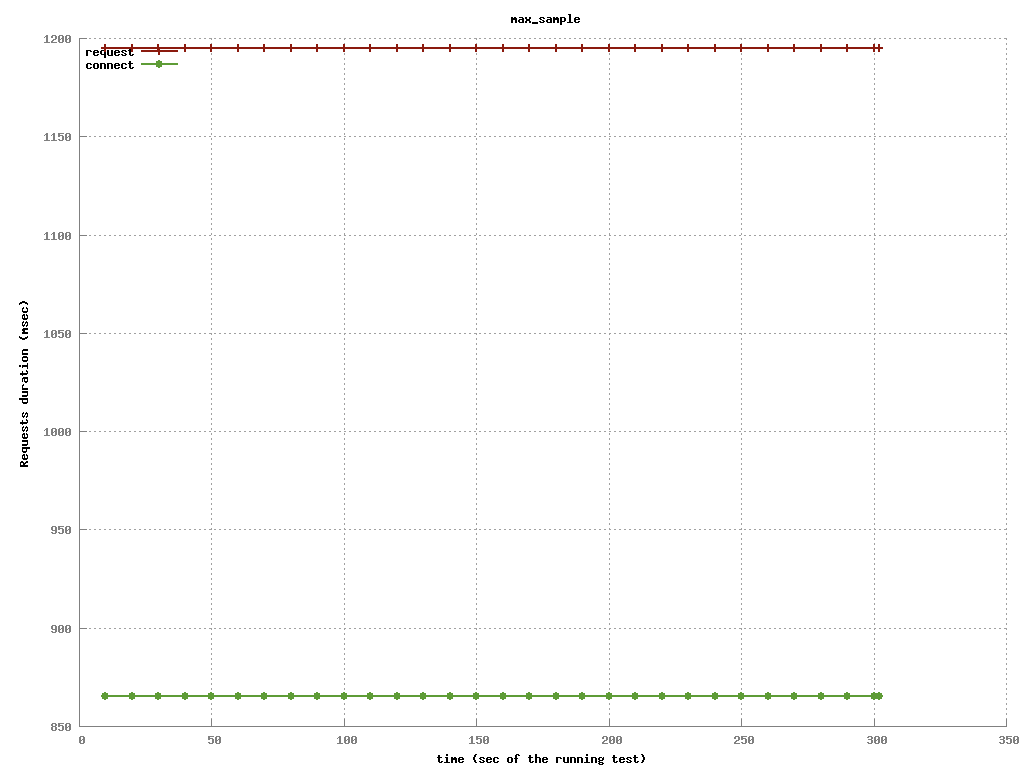 max_sample
1200
request
connect
1150
1100
1050
1000
950
900
850
Requests duration (msec)
0 50 100 150 200 250 300 350
time (sec of the running test)